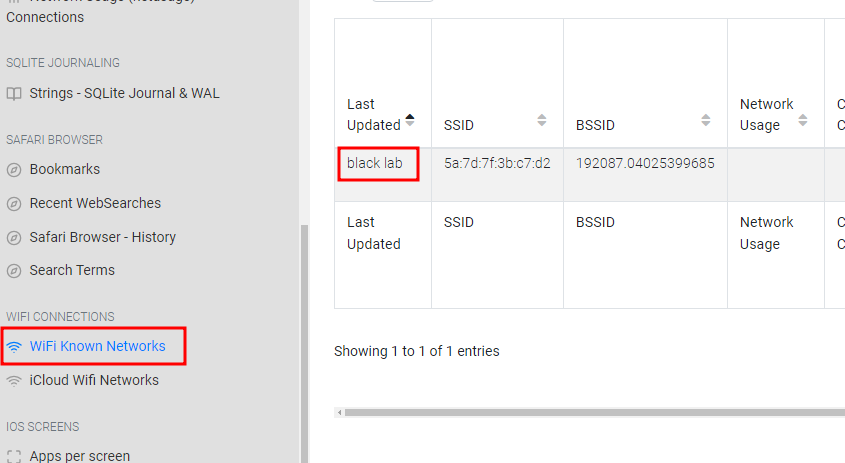 Connections
SQLITE JOURNALING
Strings - SQLite Journal & WAL
SAFARI BROWSER
Bookmarks
Recent WebSearches
Safari Browser - History
Search Terms
WIFI CONNECTIONS
WiFi Known Networks
iCloud Wifi Networks
IOS SCREENS
Apps per screen
Last
Updated
SSID
BSSID
Network
Usage
black lab
5a:7d:7f:3b:c7:d2
192087.04025399685
Last
Updated
SSID
BSSID
Network
Usage
Showing 1 to 1 of 1 entries